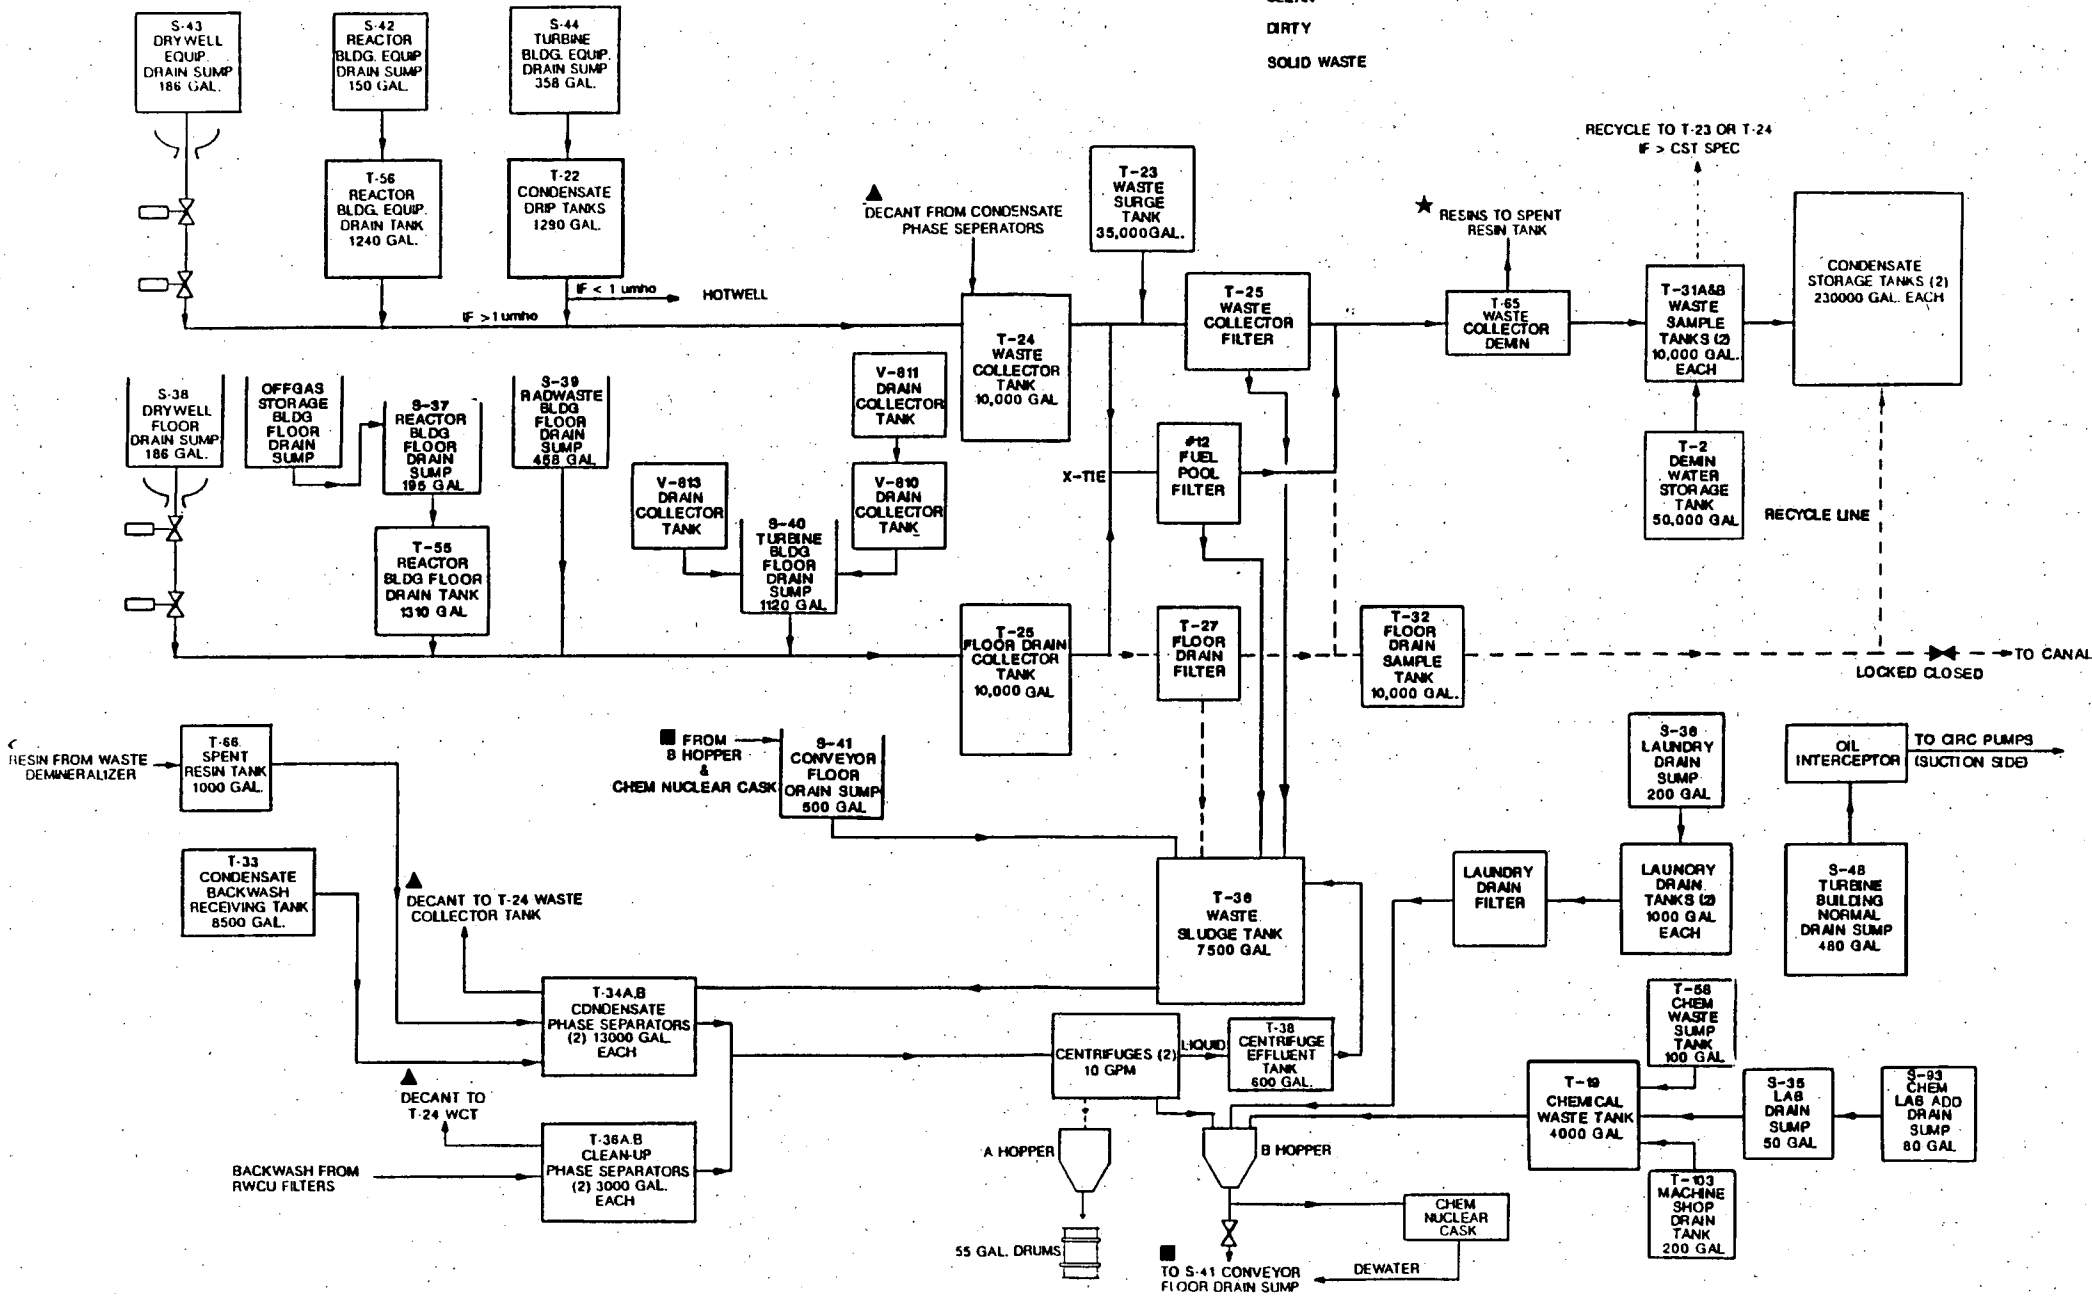 DIRTY
SOLID WASTE
S-43
DRYWELL
EQUIP.
DRAIN SUMP
186 GAL.
S-42
REACTOR
BLDG. EQUIP.
DRAIN SUMP
150 GAL.
S-44
TURBINE
BLDG. EQUIP.
DRAIN SUMP
358 GAL.
T-56
REACTOR
BLDG. EQUIP.
DRAIN TANK
1240 GAL.
T-22
CONDENSATE
DRIP TANKS
1290 GAL.
IF < 1 umho
HOTWELL
IF >1 umho
DECANT FROM CONDENSATE
PHASE SEPERATORS
T-23
WASTE
SURGE
TANK
35,000 GAL.
T-24
WASTE
COLLECTOR
TANK
10,000 GAL
T-25
WASTE
COLLECTOR
FILTER
★ RESINS TO SPENT
RESIN TANK
T-65
WASTE
COLLECTOR
DEMIN
RECYCLE TO T-23 OR T-24
IF > CST SPEC
T-31A&B
WASTE
SAMPLE
TANKS (2)
10,000 GAL.
EACH
CONDENSATE
STORAGE TANKS (2)
230000 GAL. EACH
T-2
DEMIN
WATER
STORAGE
TANK
50,000 GAL
RECYCLE LINE
S-38
DRYWELL
FLOOR
DRAIN SUMP
186 GAL.
OFFGAS
STORAGE
BLDG
FLOOR
DRAIN
SUMP
S-37
REACTOR
BLDG
FLOOR
DRAIN
SUMP
195 GAL
S-39
RADWASTE
BLDG
FLOOR
DRAIN
SUMP
458 GAL
V-811
DRAIN
COLLECTOR
TANK
V-813
DRAIN
COLLECTOR
TANK
V-810
DRAIN
COLLECTOR
TANK
S-40
TURBINE
BLDG
FLOOR
DRAIN
SUMP
1120 GAL
T-55
REACTOR
BLDG FLOOR
DRAIN TANK
1310 GAL
X-TIE
#12
FUEL
POOL
FILTER
T-25
FLOOR DRAIN
COLLECTOR
TANK
10,000 GAL
T-27
FLOOR
DRAIN
FILTER
T-32
FLOOR
DRAIN
SAMPLE
TANK
10,000 GAL.
TO CANAL
LOCKED CLOSED
RESIN FROM WASTE
DEMINERALIZER
T-66
SPENT
RESIN TANK
1000 GAL.
■ FROM
B HOPPER
&
CHEM NUCLEAR CASK
S-41
CONVEYOR
FLOOR
DRAIN SUMP
500 GAL
S-36
LAUNDRY
DRAIN
SUMP
200 GAL
OIL
INTERCEPTOR
TO CIRC PUMPS
(SUCTION SIDE)
T-33
CONDENSATE
BACKWASH
RECEIVING TANK
8500 GAL.
▲
DECANT TO T-24 WASTE
COLLECTOR TANK
T-36
WASTE
SLUDGE TANK
7500 GAL
LAUNDRY
DRAIN
FILTER
LAUNDRY
DRAIN
TANKS (2)
1000 GAL
EACH
S-48
TURBINE
BUILDING
NORMAL
DRAIN SUMP
480 GAL
T-34A,B
CONDENSATE
PHASE SEPARATORS
(2) 13000 GAL.
EACH
CENTRIFUGES (2)
10 GPM
LIQUID
T-38
CENTRIFUGE
EFFLUENT
TANK
600 GAL.
T-58
CHEM
WASTE
SUMP
TANK
100 GAL
T-19
CHEMICAL
WASTE TANK
4000 GAL
S-35
LAB
DRAIN
SUMP
50 GAL
S-93
CHEM
LAB ADD
DRAIN
SUMP
80 GAL
▲
DECANT TO
T-24 WCT
T-36A,B
CLEAN-UP
PHASE SEPARATORS
(2) 3000 GAL.
EACH
BACKWASH FROM
RWCU FILTERS
A HOPPER
B HOPPER
T-103
MACHINE
SHOP
DRAIN
TANK
200 GAL
CHEM
NUCLEAR
CASK
55 GAL. DRUMS
■
TO S-41 CONVEYOR
FLOOR DRAIN SUMP
DEWATER